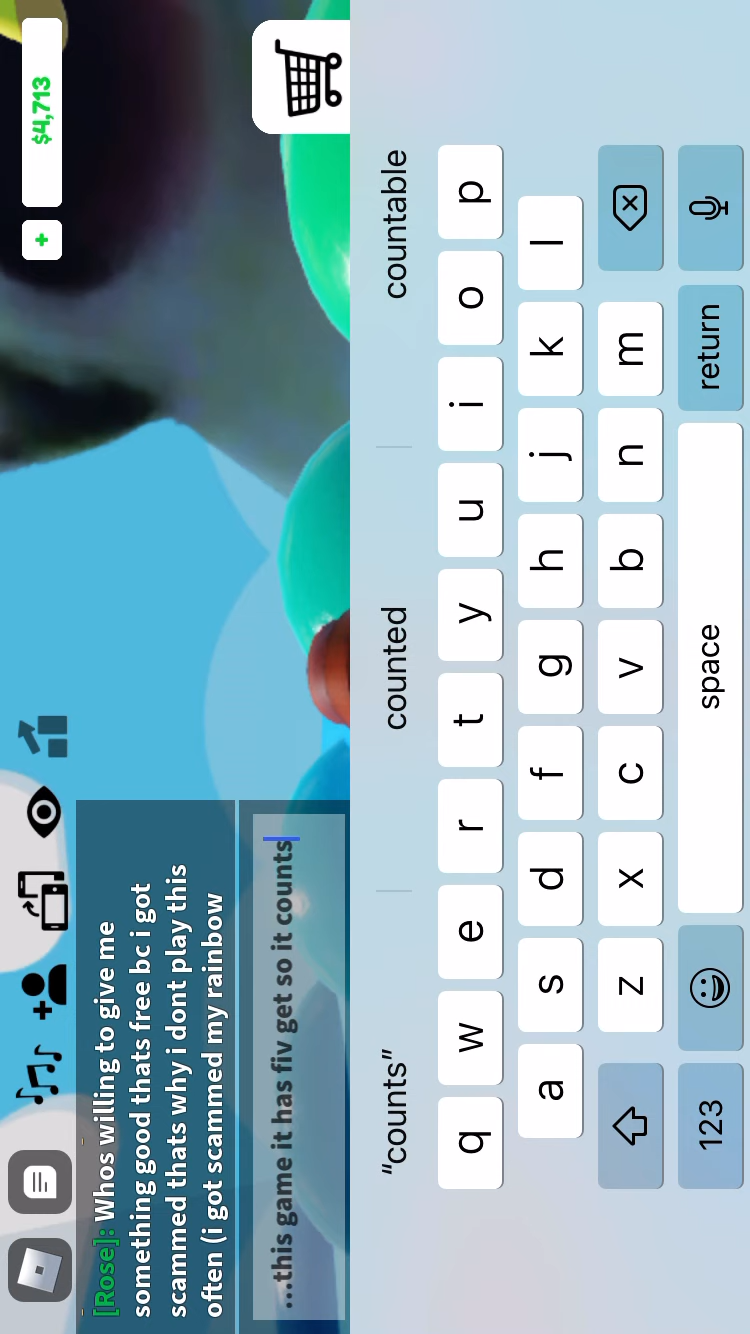 $4,713
+
[Rose]: Whos willing to give me
something good thats free bc i got
scammed thats why i dont play this
often (i got scammed my rainbow
...this game it has fiv get so it counts
"counts" counted countable
q w e r t y u i o p
a s d f g h j k l
z x c v b n m
123 space return